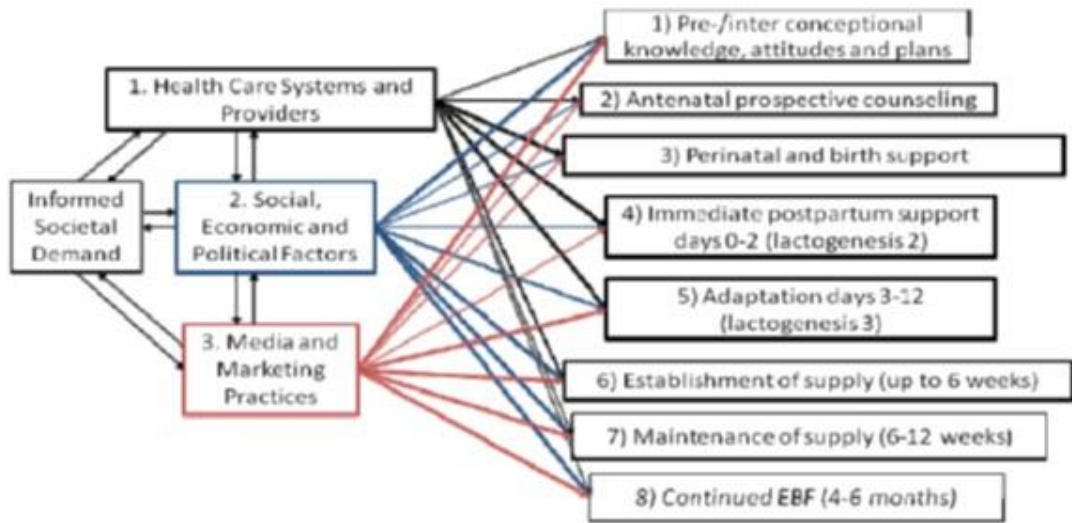 1. Health Care Systems and
Providers
Informed
Societal
Demand
2. Social,
Economic and
Political Factors
3. Media and
Marketing
Practices
1) Pre-/inter conceptional
knowledge, attitudes and plans
2) Antenatal prospective counseling
3) Perinatal and birth support
4) Immediate postpartum support
days 0-2 (lactogenesis 2)
5) Adaptation days 3-12
(lactogenesis 3)
6) Establishment of supply (up to 6 weeks)
7) Maintenance of supply (6-12 weeks)
8) Continued EBF (4-6 months)